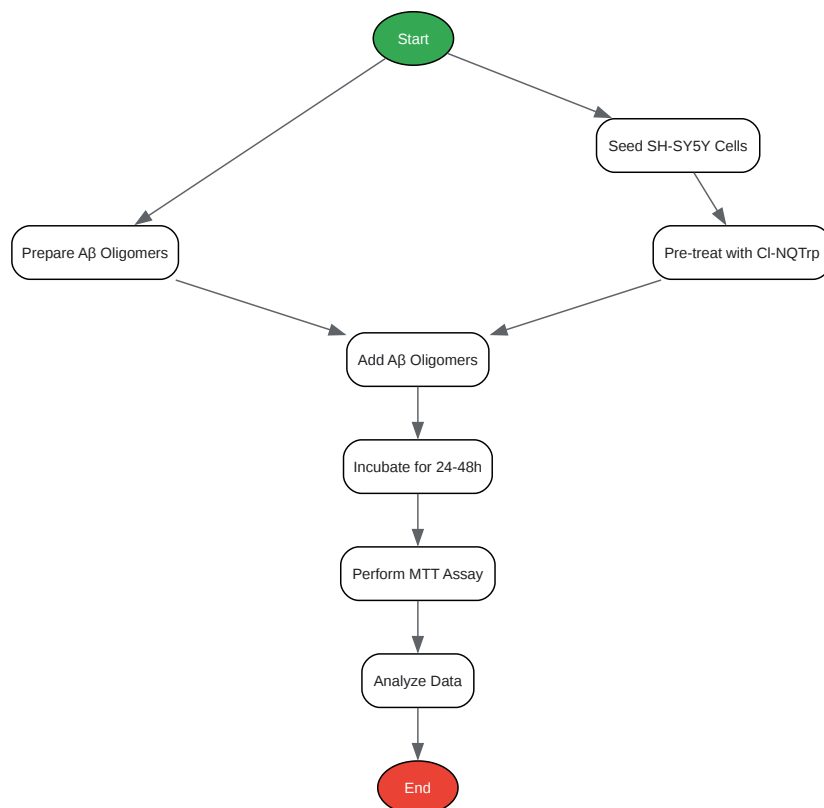 Start
Seed SH-SY5Y Cells
Prepare Aβ Oligomers
Pre-treat with Cl-NQTrp
Add Aβ Oligomers
Incubate for 24-48h
Perform MTT Assay
Analyze Data
End